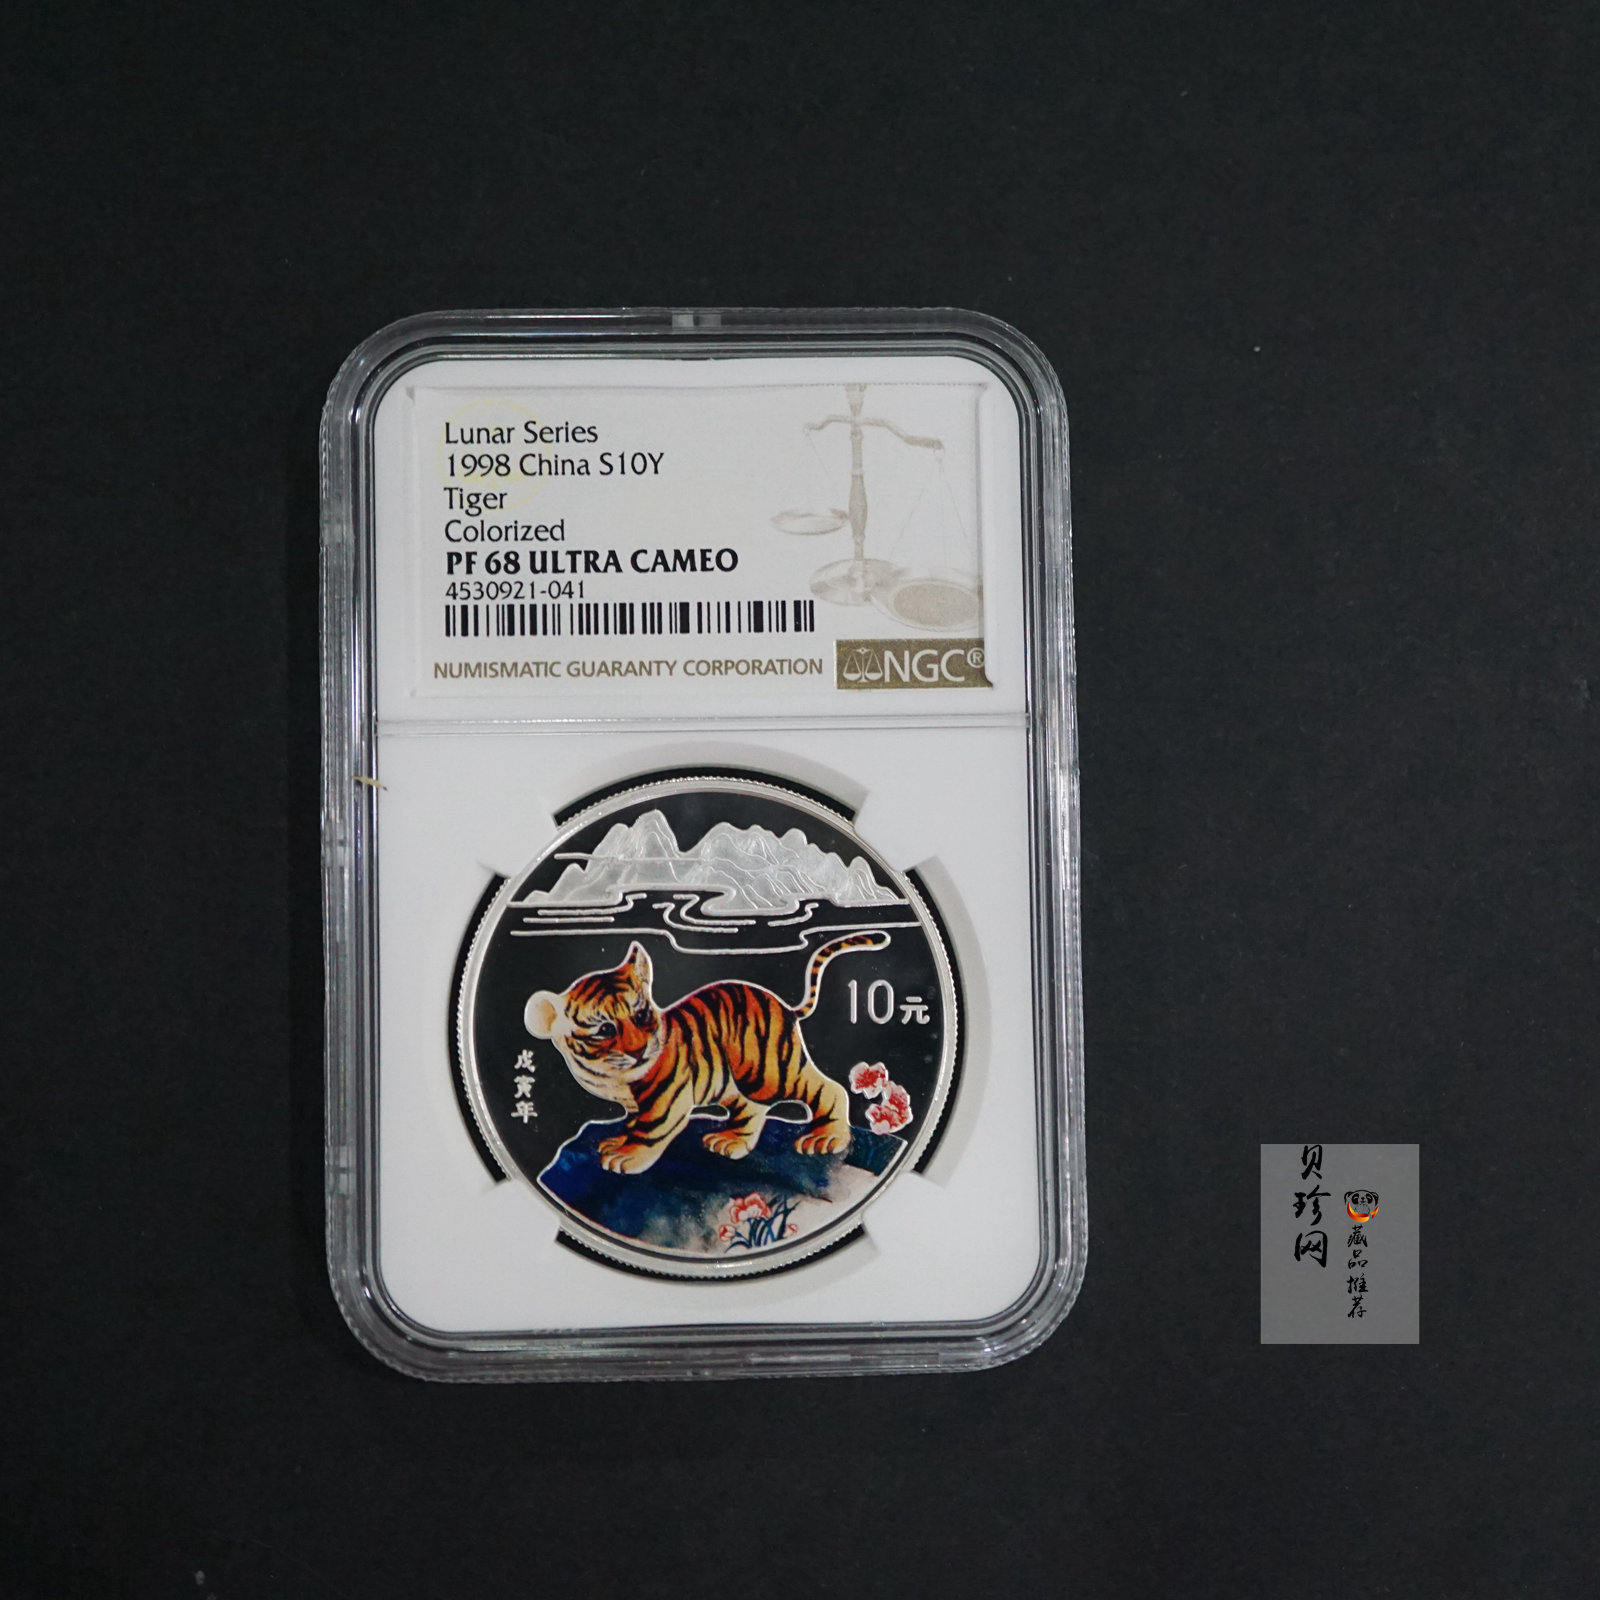 Lunar Series
1998 China S10Y
Tiger
Colorized
PF 68 ULTRA CAMEO
4530921-041
NUMISMATIC GUARANTY CORPORATION
NGC®
10元
戊寅年
贝珍网
藏品推荐